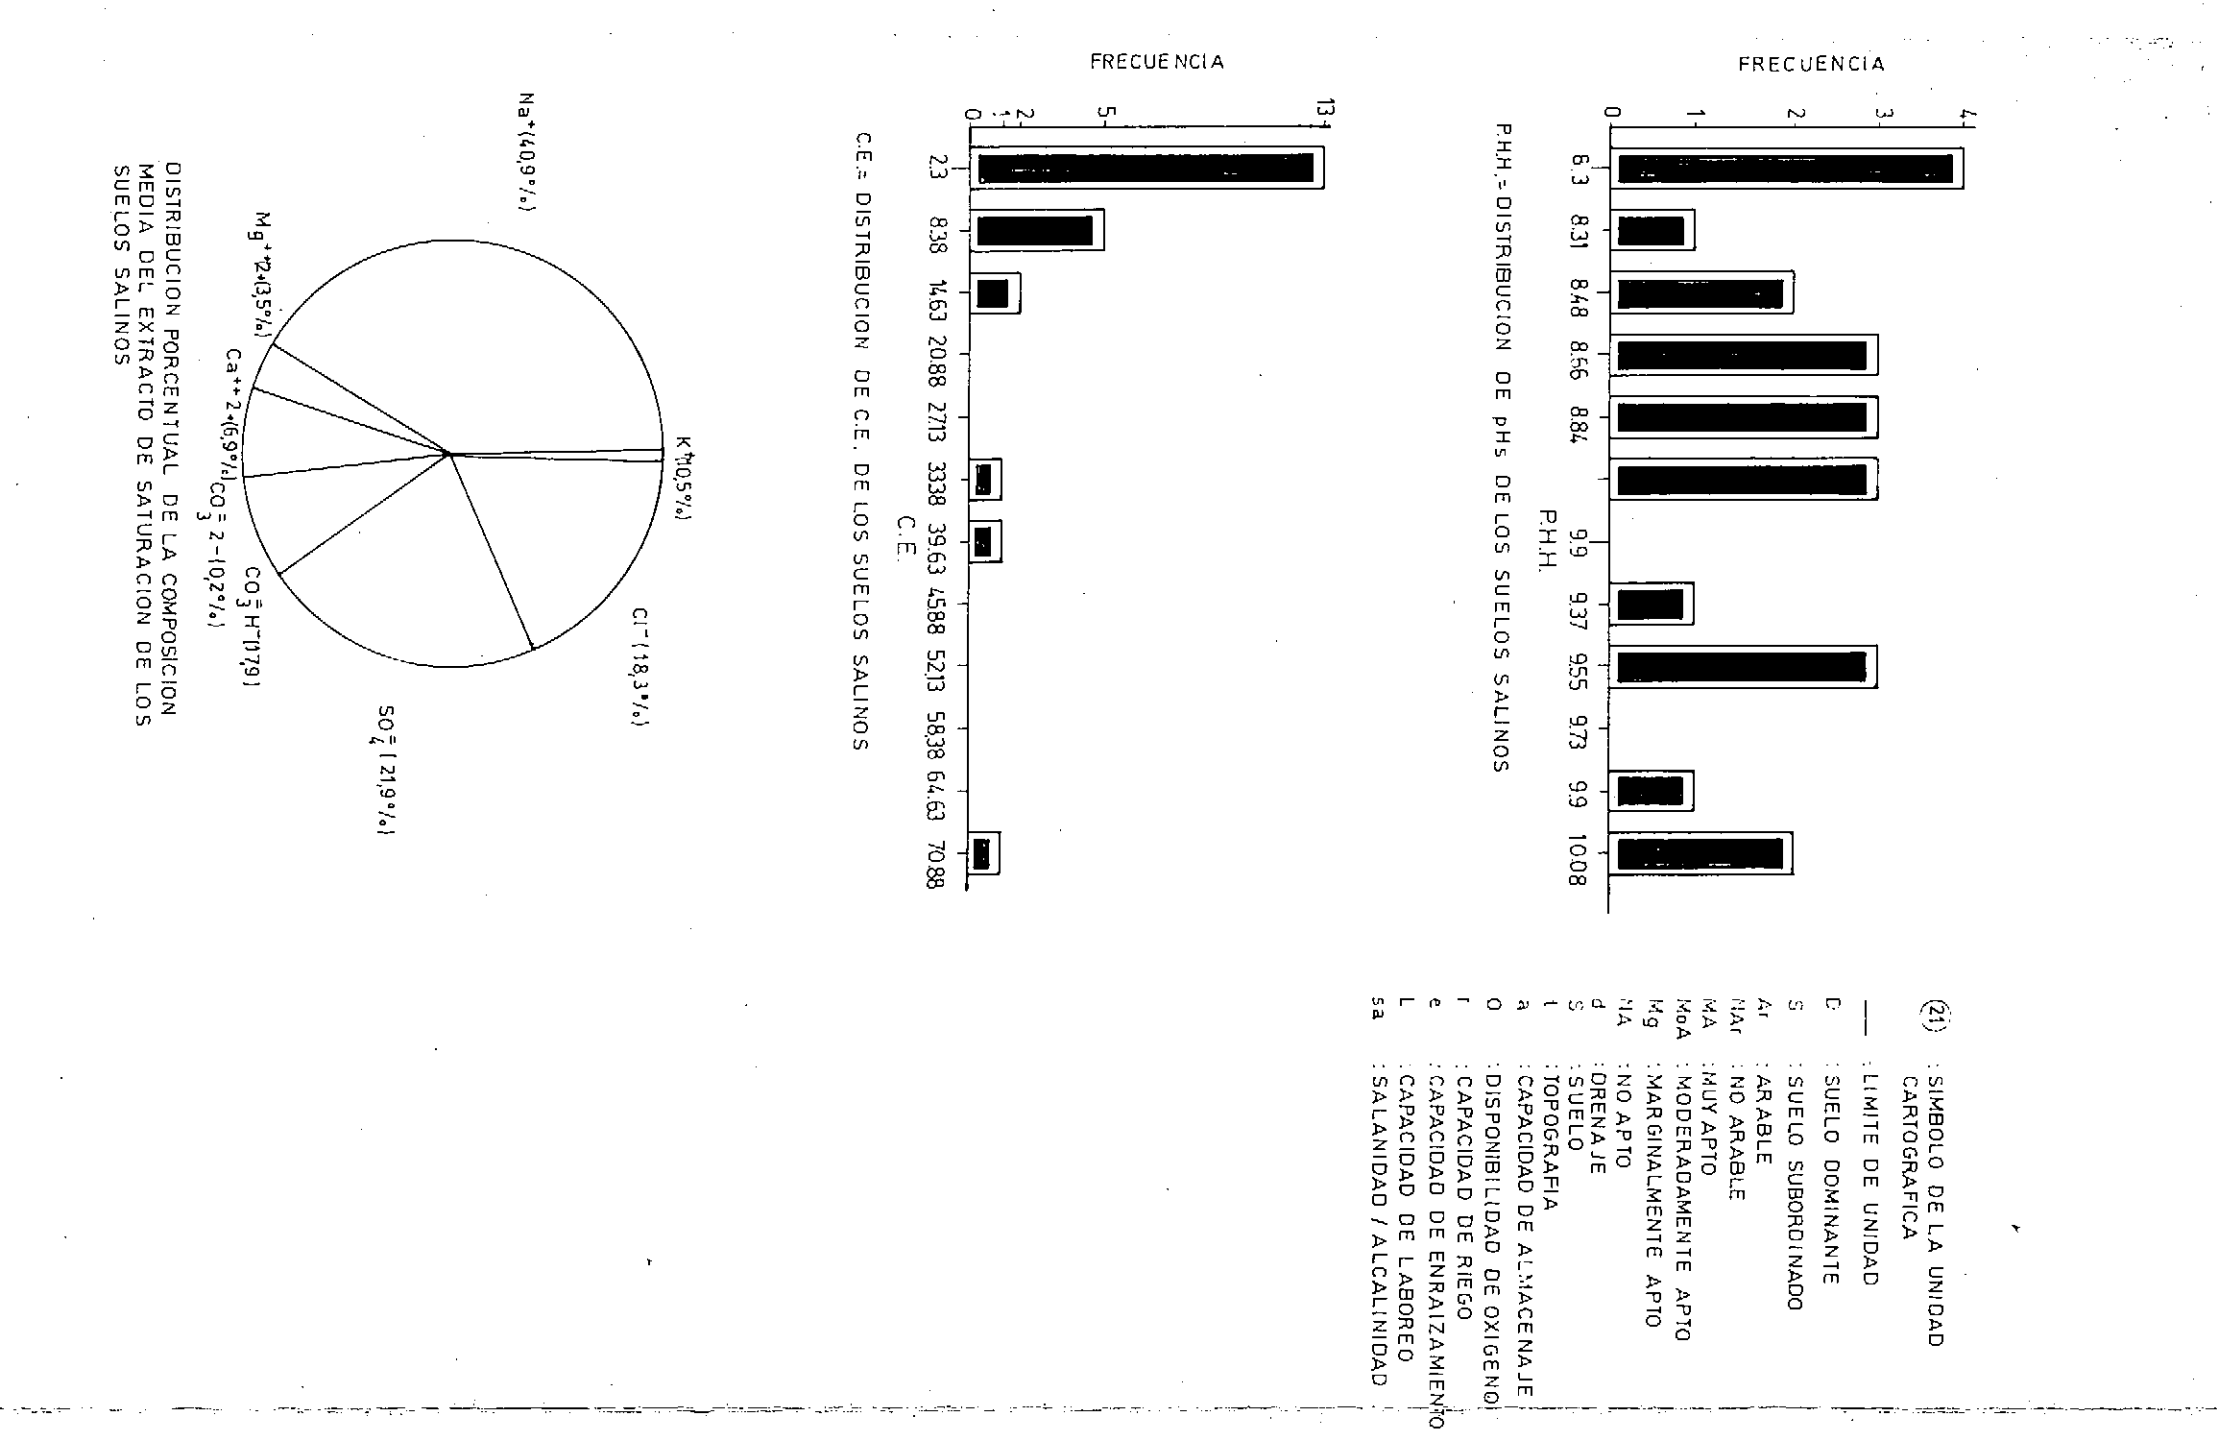 FRECUENCIA
4
3
2
1
0
6.3 8.31 8.48 8.66 8.84 9.9 9.37 9.55 9.73 9.9 10.08
P.H.H.
P.H.H.= DISTRIBUCION DE pHs DE LOS SUELOS SALINOS
FRECUENCIA
13
5
2
1
0
2.3 8.38 14.63 20.88 27.13 33.38 39.63 45.88 52.13 58.38 64.63 70.88
C.E.
C.E.= DISTRIBUCION DE C.E. DE LOS SUELOS SALINOS
K+(10,5%)
Cl-(18,3%)
Na+(40,9%)
SO4=(21,9%)
Mg++2+(3,5%)
CO3=H-(17,9)
Ca++2+(6,9%)
CO3=2-(0,2%)
DISTRIBUCION PORCENTUAL DE LA COMPOSICION
MEDIA DEL EXTRACTO DE SATURACION DE LOS
SUELOS SALINOS
(21) : SIMBOLO DE LA UNIDAD
CARTOGRAFICA
— : LIMITE DE UNIDAD
D : SUELO DOMINANTE
S : SUELO SUBORDINADO
Ar : ARABLE
NAr : NO ARABLE
MA : MUY APTO
MoA : MODERADAMENTE APTO
Mg : MARGINALMENTE APTO
NA : NO APTO
d : DRENAJE
S : SUELO
t : TOPOGRAFIA
a : CAPACIDAD DE ALMACENAJE
O : DISPONIBILIDAD DE OXIGENO
r : CAPACIDAD DE RIEGO
e : CAPACIDAD DE ENRAIZAMIENTO
L : CAPACIDAD DE LABOREO
sa : SALANIDAD / ALCALINIDAD